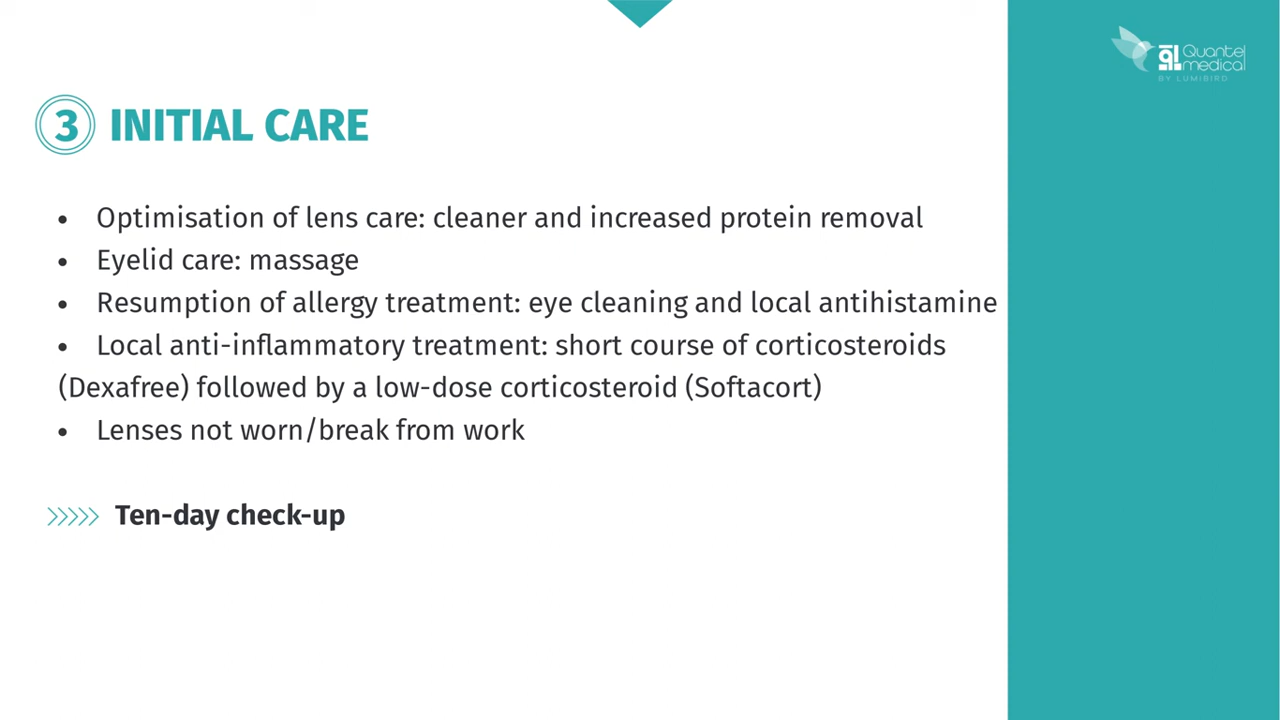 Quantel
medical
BY LUMIBIRD
3 INITIAL CARE
• Optimisation of lens care: cleaner and increased protein removal
• Eyelid care: massage
• Resumption of allergy treatment: eye cleaning and local antihistamine
• Local anti-inflammatory treatment: short course of corticosteroids
(Dexafree) followed by a low-dose corticosteroid (Softacort)
• Lenses not worn/break from work
Ten-day check-up